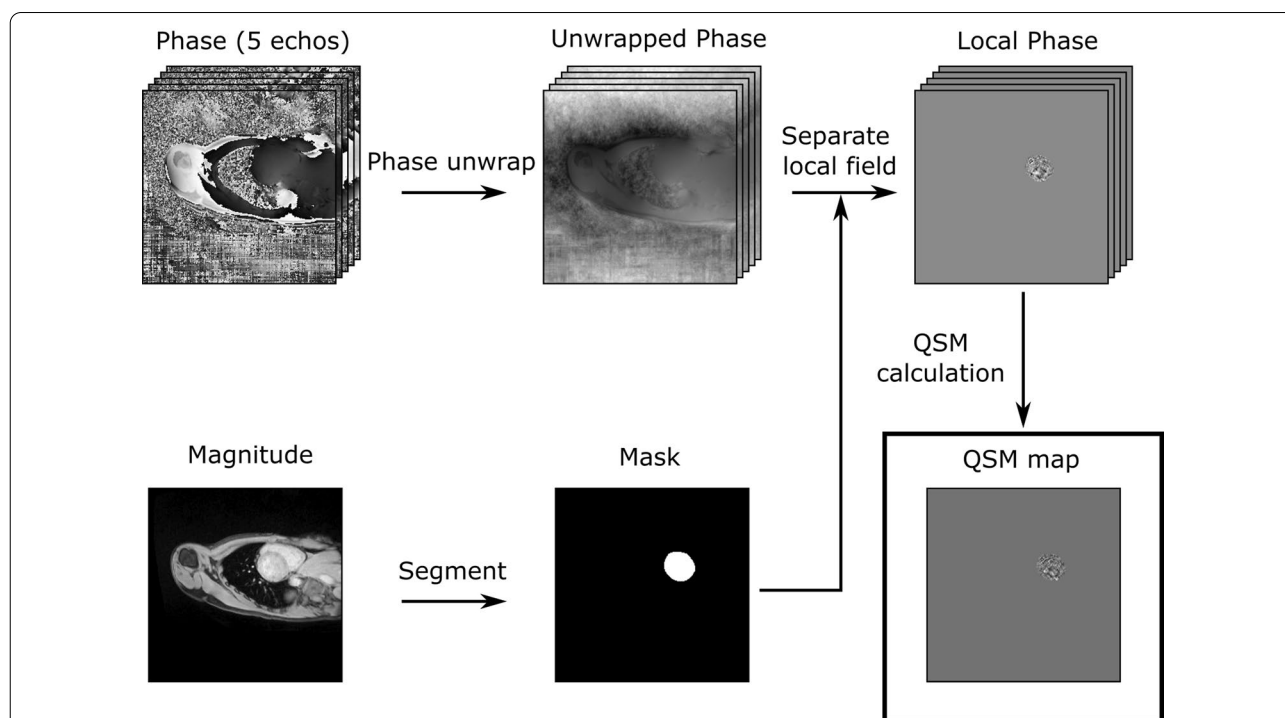 Phase (5 echos)
Unwrapped Phase
Local Phase
Phase unwrap
Separate
local field
QSM
calculation
Magnitude
Mask
QSM map
Segment